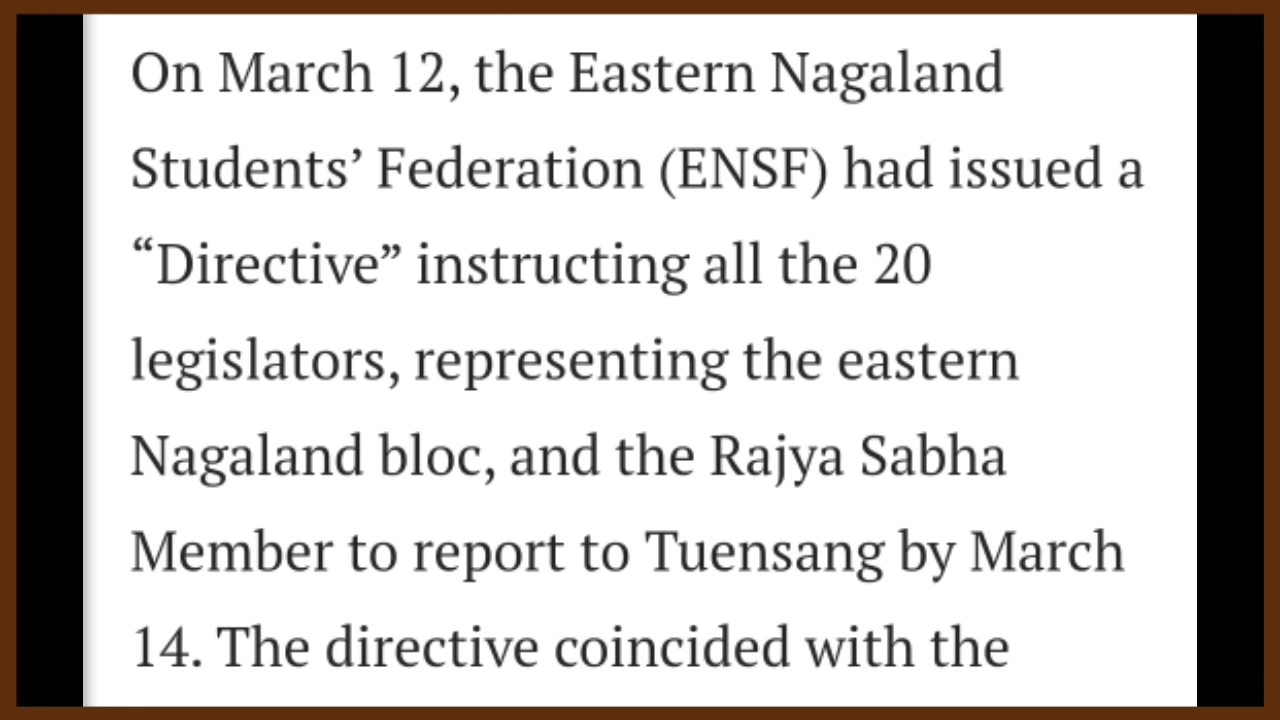 On March 12, the Eastern Nagaland
Students’ Federation (ENSF) had issued a
“Directive” instructing all the 20
legislators, representing the eastern
Nagaland bloc, and the Rajya Sabha
Member to report to Tuensang by March
14. The directive coincided with the